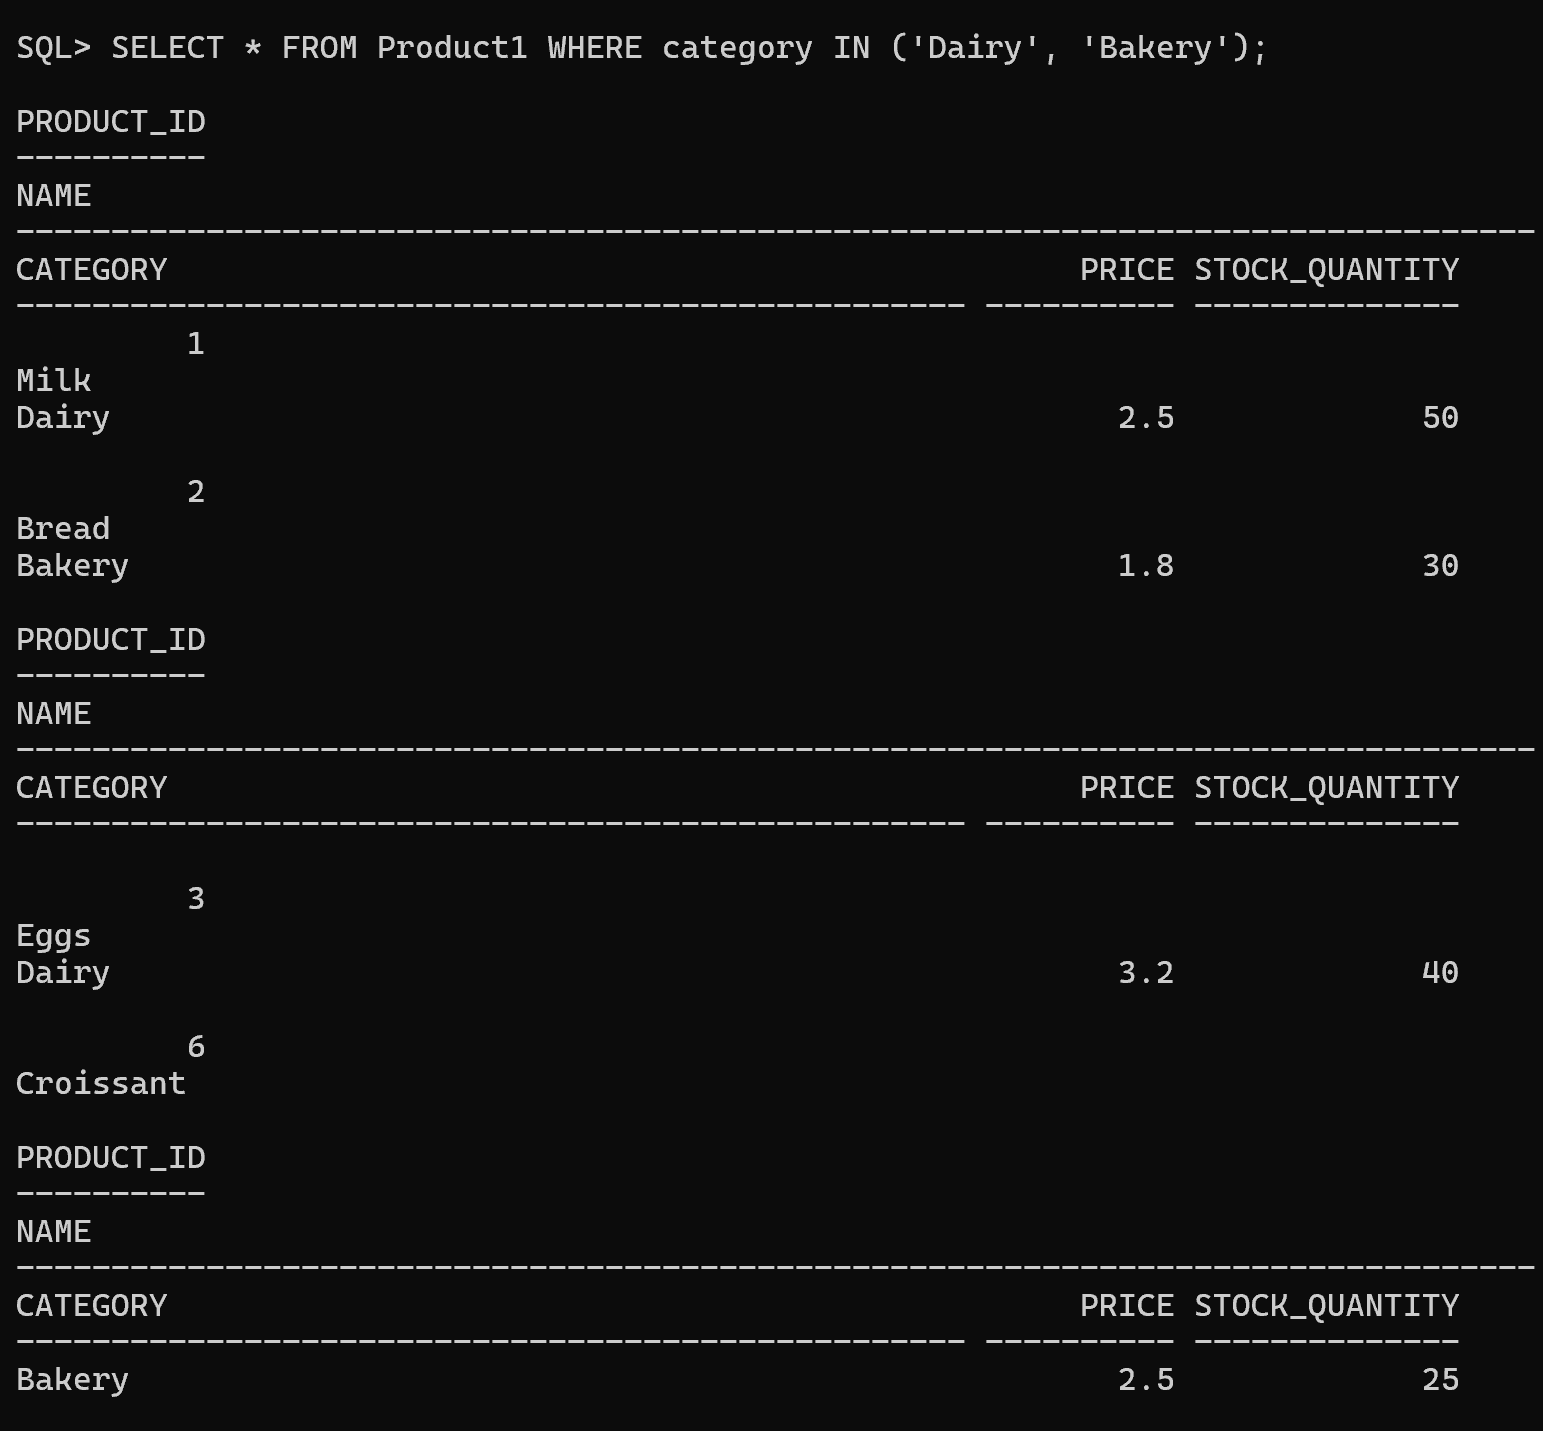 SQL> SELECT * FROM Product1 WHERE category IN ('Dairy', 'Bakery');

PRODUCT_ID
----------
NAME
--------------------------------------------------------------------------------
CATEGORY                                                PRICE STOCK_QUANTITY
-------------------------------------------------- ---------- --------------
         1
Milk
Dairy                                                     2.5             50

         2
Bread
Bakery                                                    1.8             30

PRODUCT_ID
----------
NAME
--------------------------------------------------------------------------------
CATEGORY                                                PRICE STOCK_QUANTITY
-------------------------------------------------- ---------- --------------

         3
Eggs
Dairy                                                     3.2             40

         6
Croissant

PRODUCT_ID
----------
NAME
--------------------------------------------------------------------------------
CATEGORY                                                PRICE STOCK_QUANTITY
-------------------------------------------------- ---------- --------------
Bakery                                                    2.5             25